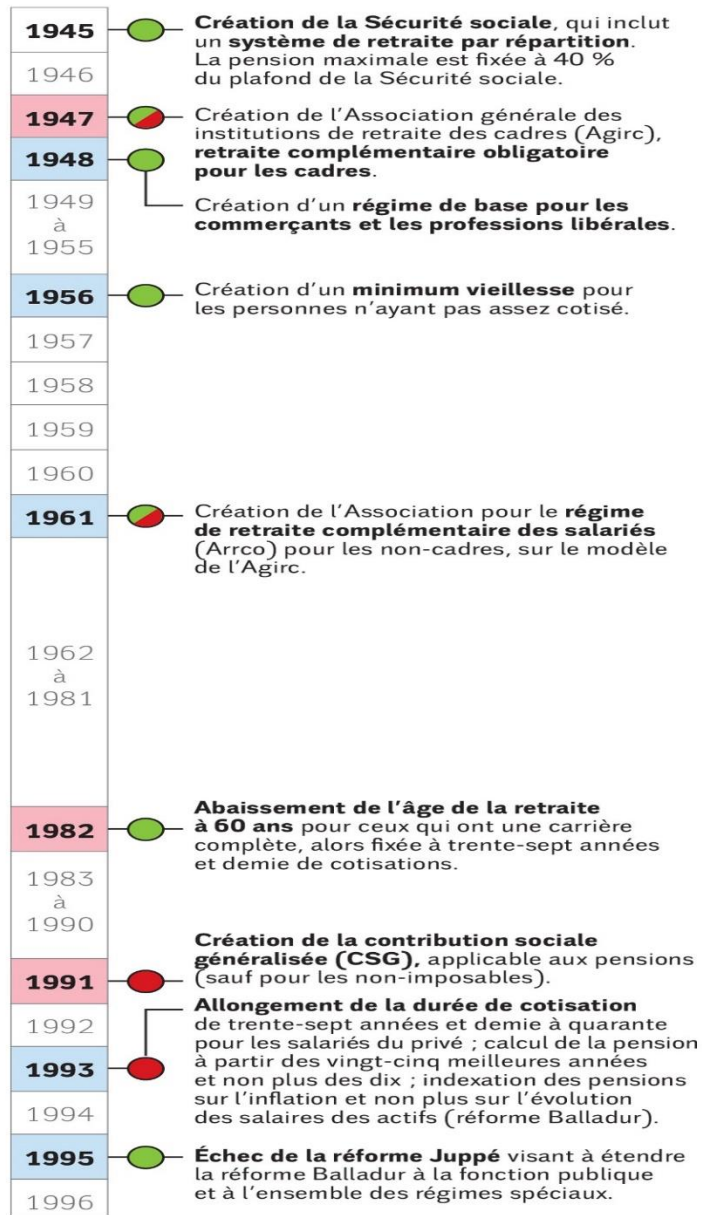 1945
Création de la Sécurité sociale, qui inclut
un système de retraite par répartition.
La pension maximale est fixée à 40 %
du plafond de la Sécurité sociale.
1946
1947
Création de l'Association générale des
institutions de retraite des cadres (Agirc),
retraite complémentaire obligatoire
pour les cadres.
1948
Création d'un régime de base pour les
commerçants et les professions libérales.
1949
à
1955
1956
Création d'un minimum vieillesse pour
les personnes n'ayant pas assez cotisé.
1957
1958
1959
1960
1961
Création de l'Association pour le régime
de retraite complémentaire des salariés
(Arrco) pour les non-cadres, sur le modèle
de l'Agirc.
1962
à
1981
1982
Abaissement de l'âge de la retraite
à 60 ans pour ceux qui ont une carrière
complète, alors fixée à trente-sept années
et demie de cotisations.
1983
à
1990
1991
Création de la contribution sociale
généralisée (CSG), applicable aux pensions
(sauf pour les non-imposables).
1992
1993
Allongement de la durée de cotisation
de trente-sept années et demie à quarante
pour les salariés du privé ; calcul de la pension
à partir des vingt-cinq meilleures années
et non plus des dix ; indexation des pensions
sur l'inflation et non plus sur l'évolution
des salaires des actifs (réforme Balladur).
1994
1995
Échec de la réforme Juppé visant à étendre
la réforme Balladur à la fonction publique
et à l'ensemble des régimes spéciaux.
1996